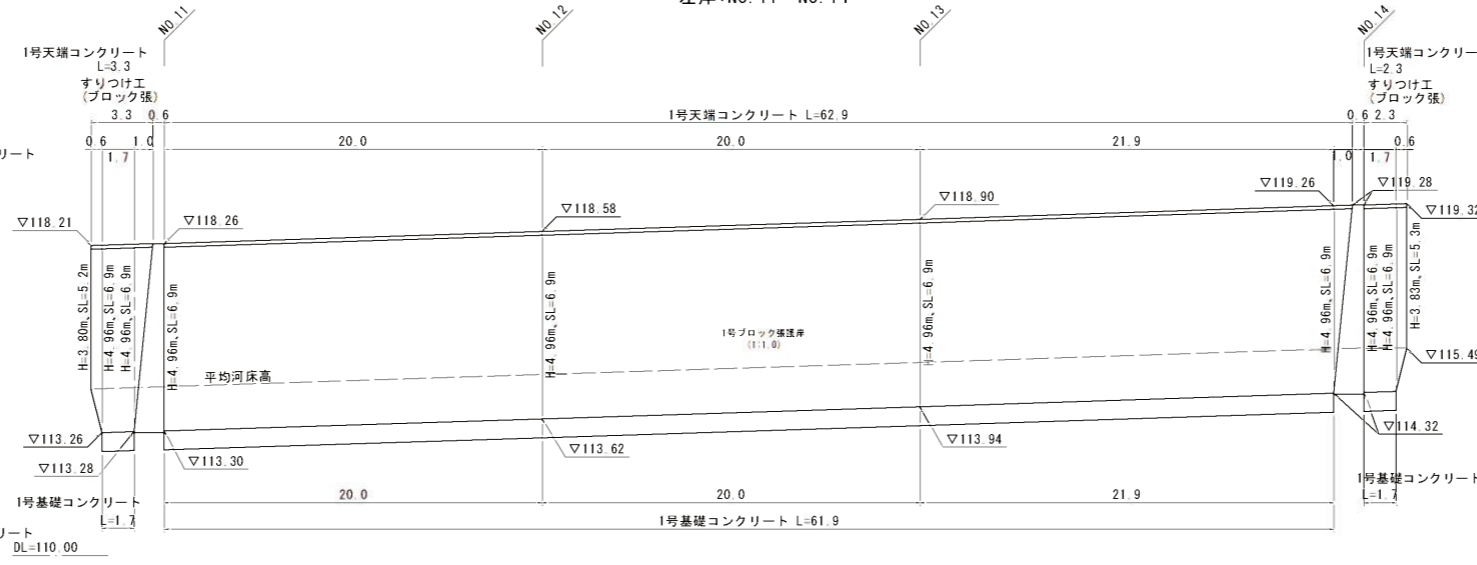 NO.11
NO.12
NO.13
NO.14
1号天端コンクリート
L=3.3
すりつけ工
(ブロック張)
1号天端コンクリー
L=2.3
すりつけ工
(ブロック張)
3.3
0.6
1号天端コンクリート L=62.9
0.6
2.3
0.6
1.7
1.0
20.0
20.0
21.9
1.0
1.7
0.6
リート
▽118.21
▽118.26
▽118.58
▽118.90
▽119.26
▽119.28
▽119.32
H=3.80m,SL=5.2m
H=4.96m,SL=6.9m
H=4.96m,SL=6.9m
H=4.96m,SL=6.9m
H=4.96m,SL=6.9m
H=4.96m,SL=6.9m
H=4.96m,SL=6.9m
H=4.96m,SL=6.9m
H=4.96m,SL=6.9m
H=3.83m,SL=5.3m
1号ブロック張護岸
(1:1.0)
平均河床高
▽115.49
▽113.26
▽113.28
▽113.30
▽113.62
▽113.94
▽114.32
1号基礎コンクリート
L=1.7
20.0
20.0
21.9
1号基礎コンクリート L=61.9
1号基礎コンクリート
L=1.7
リート
DL=110.00